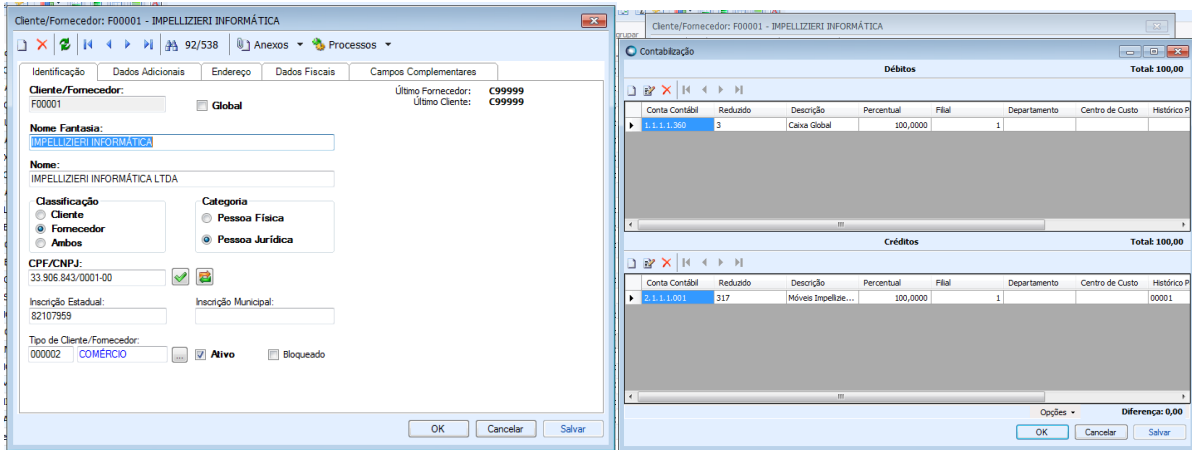 Cliente/Fornecedor: F00001 - IMPELLIZIERI INFORMÁTICA
92/538 Anexos Processos
Identificação Dados Adicionais Endereço Dados Fiscais Campos Complementares
Cliente/Fornecedor:
F00001 Global
Último Fornecedor: C99999
Último Cliente: C99999
Nome Fantasia:
IMPELLIZIERI INFORMÁTICA
Nome:
IMPELLIZIERI INFORMÁTICA LTDA
Classificação
Cliente
Fornecedor
Ambos
Categoria
Pessoa Física
Pessoa Jurídica
CPF/CNPJ:
33.906.843/0001-00
Inscrição Estadual: Inscrição Municipal:
82107959
Tipo de Cliente/Fornecedor:
000002 COMÉRCIO ... Ativo Bloqueado
OK Cancelar Salvar
grupar
Cliente/Fornecedor: F00001 - IMPELLIZIERI INFORMÁTICA
Contabilização
Débitos Total: 100,00
Conta Contábil Reduzido Descrição Percentual Filial Departamento Centro de Custo Histórico P
1.1.1.1.360 3 Caixa Global 100,0000 1
Créditos Total: 100,00
Conta Contábil Reduzido Descrição Percentual Filial Departamento Centro de Custo Histórico P
2.1.1.1.001 317 Móveis Impellizie... 100,0000 1 00001
Opções Diferença: 0,00
OK Cancelar Salvar